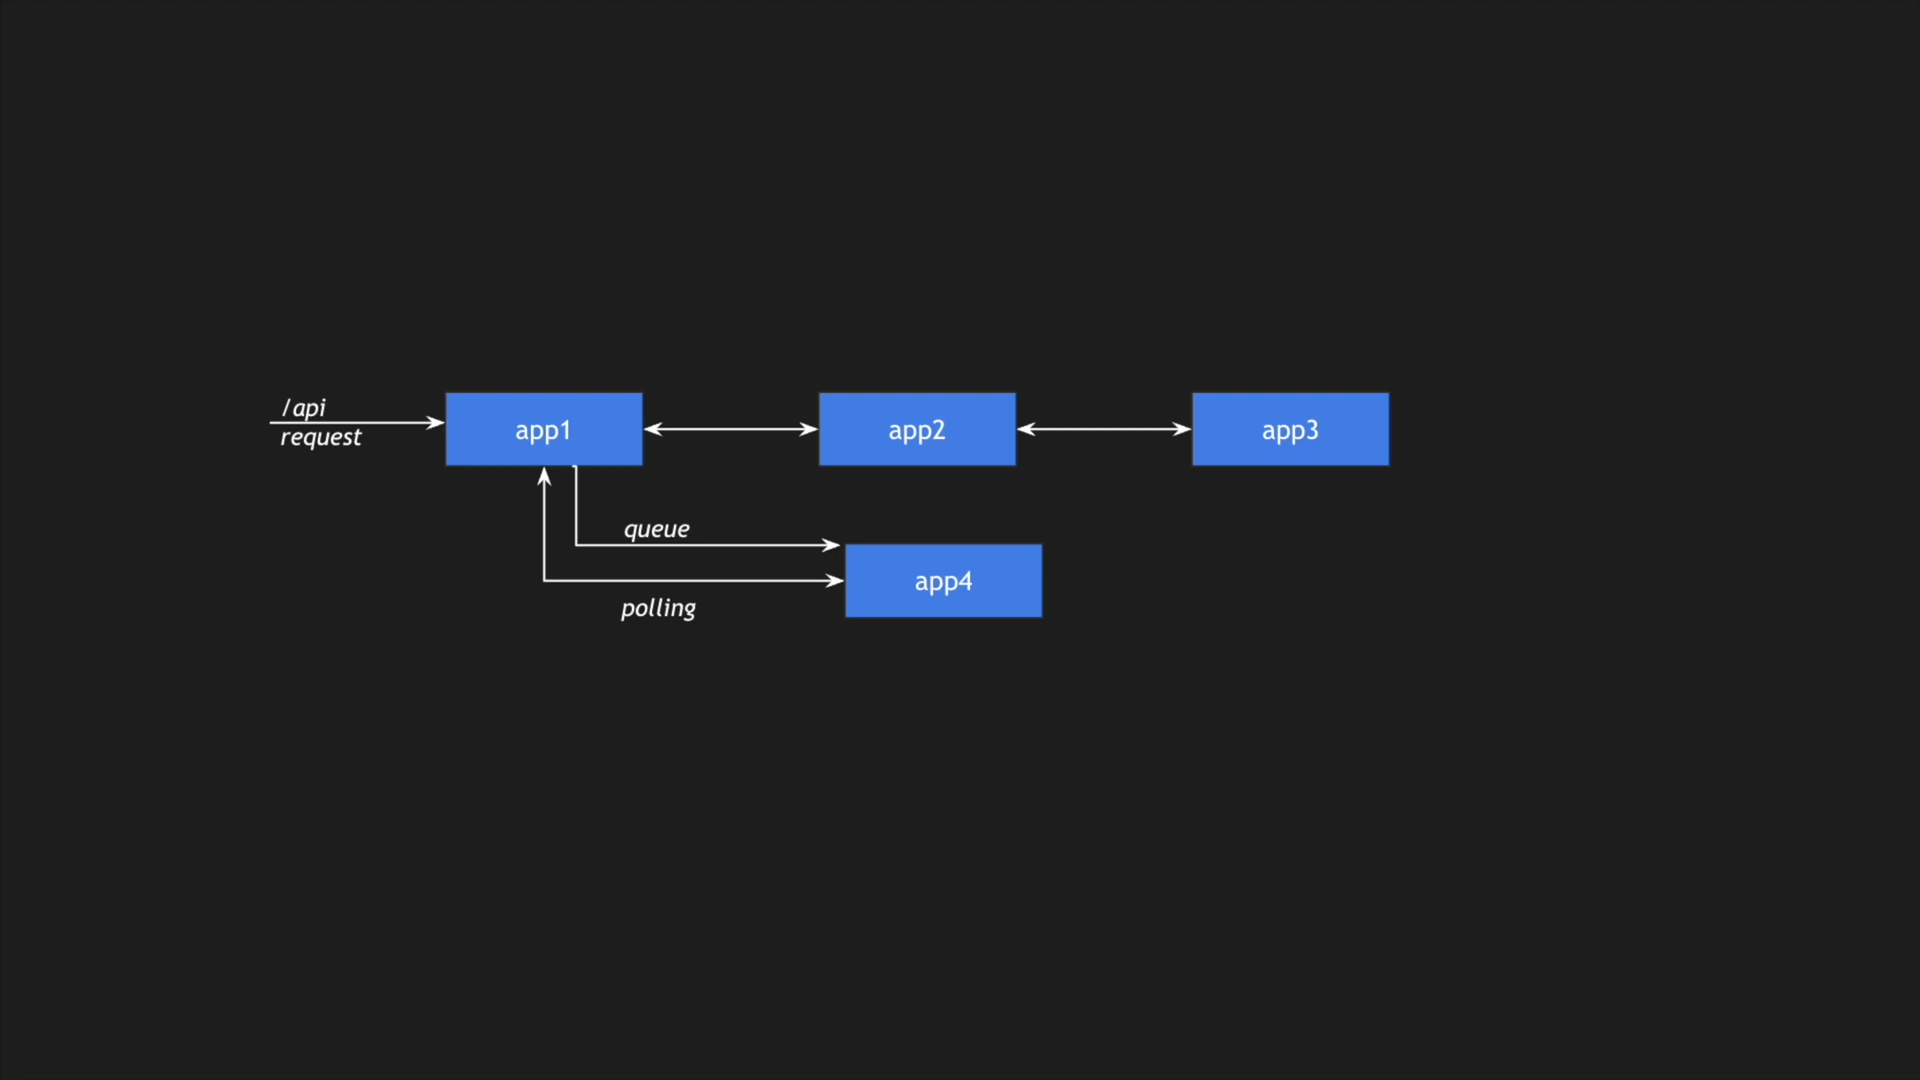 /api
request
app1
app2
app3
queue
app4
polling